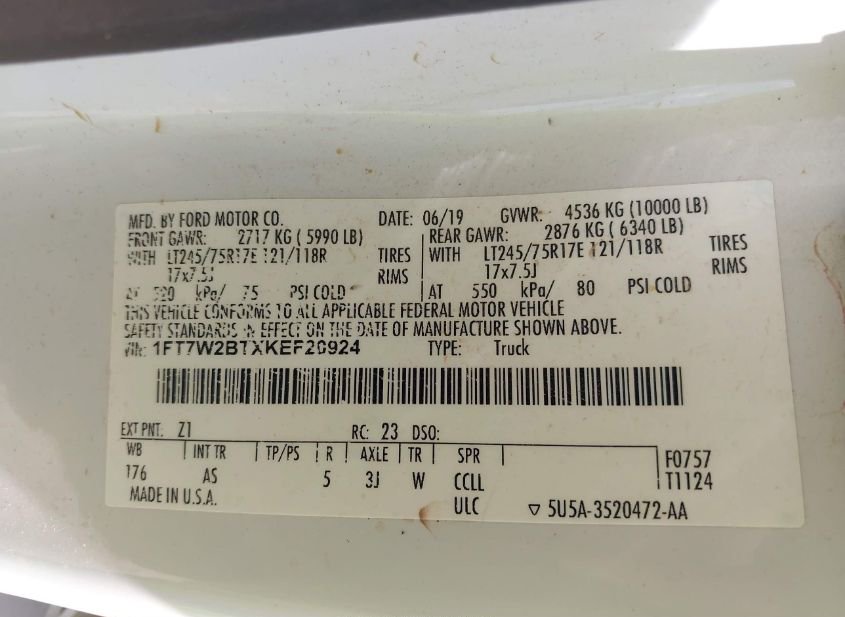 MFD. BY FORD MOTOR CO. DATE: 06/19 GVWR: 4536 KG (10000 LB)
FRONT GAWR: 2717 KG ( 5990 LB) REAR GAWR: 2876 KG ( 6340 LB)
WITH LT245/75R17E 121/118R TIRES WITH LT245/75R17E 121/118R TIRES
17x7.5J RIMS 17x7.5J RIMS
AT 520 kPa/ 75 PSI COLD AT 550 kPa/ 80 PSI COLD
THIS VEHICLE CONFORMS TO ALL APPLICABLE FEDERAL MOTOR VEHICLE
SAFETY STANDARDS IN EFFECT ON THE DATE OF MANUFACTURE SHOWN ABOVE.
VIN: 1FT7W2BTXKEF20924 TYPE: Truck
EXT PNT: Z1 RC: 23 DSO:
WB INT TR TP/PS R AXLE TR SPR F0757
176 AS 5 3J W CCLL T1124
MADE IN U.S.A. ULC ▽ 5U5A-3520472-AA